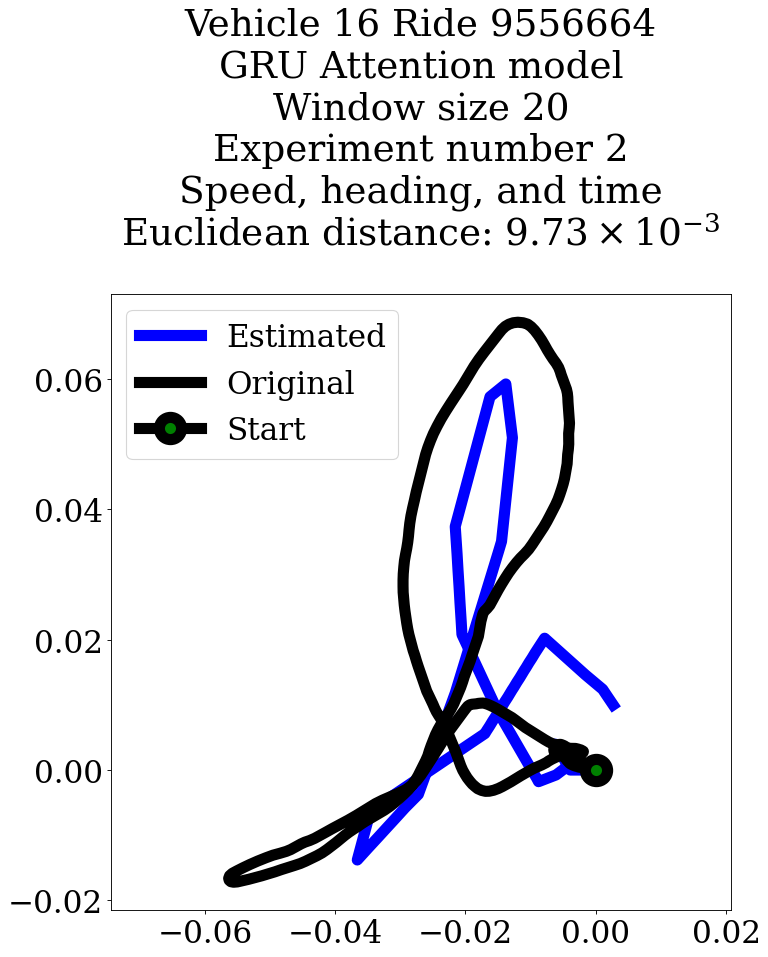 Vehicle 16 Ride 9556664
GRU Attention model
Window size 20
Experiment number 2
Speed, heading, and time
Euclidean distance: 9.73 × 10⁻³
Estimated
Original
Start
0.06
0.04
0.02
0.00
−0.02
−0.06 −0.04 −0.02 0.00 0.02